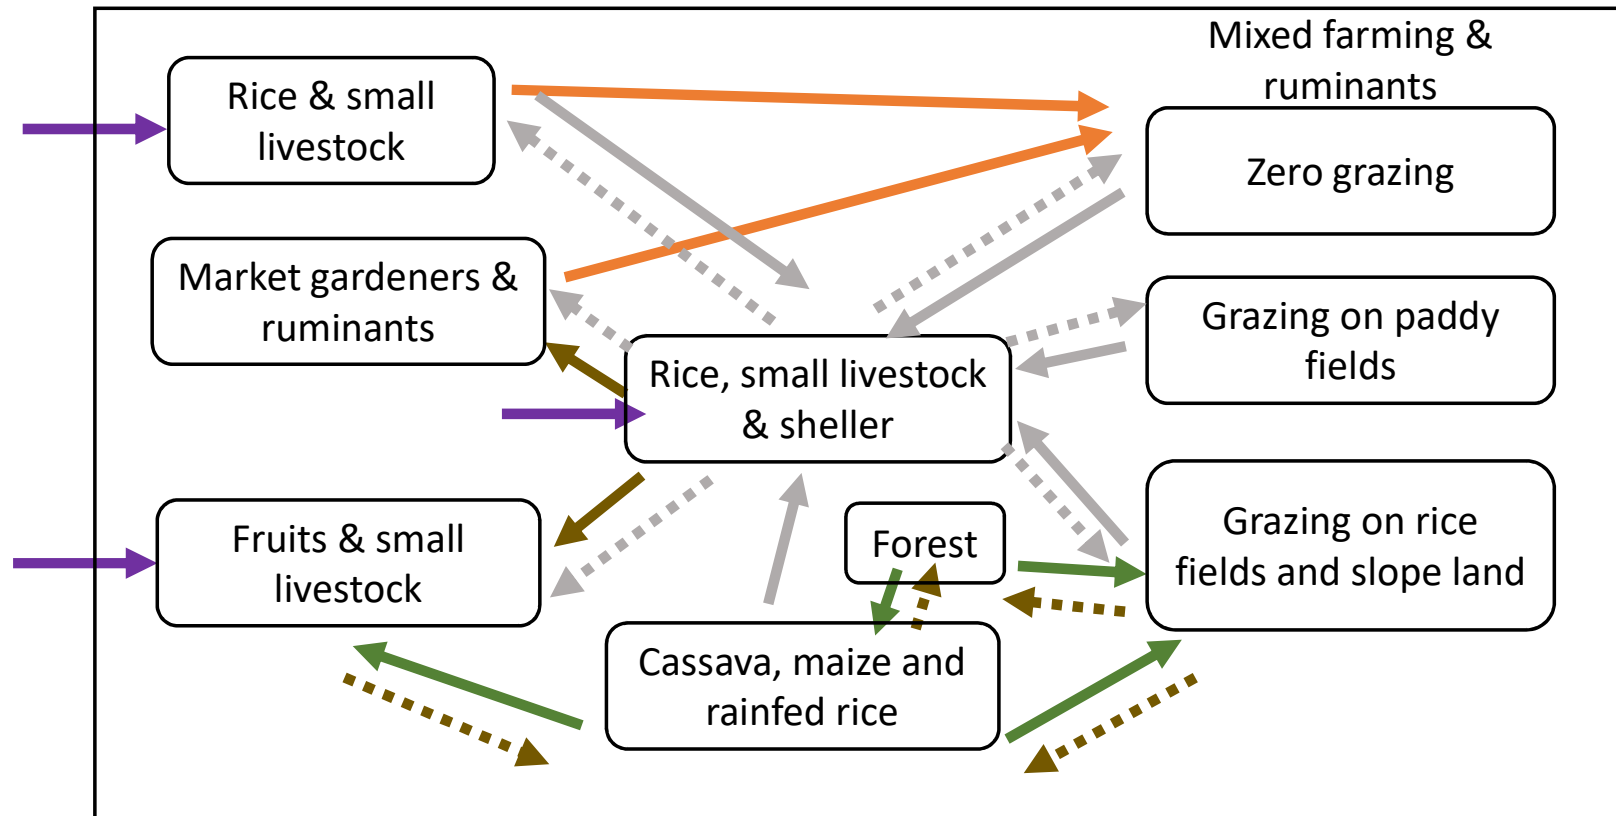 Mixed farming &
ruminants
Rice & small
livestock
Zero grazing
Market gardeners &
ruminants
Grazing on paddy
fields
Rice, small livestock
& sheller
Fruits & small
livestock
Forest
Grazing on rice
fields and slope land
Cassava, maize and
rainfed rice